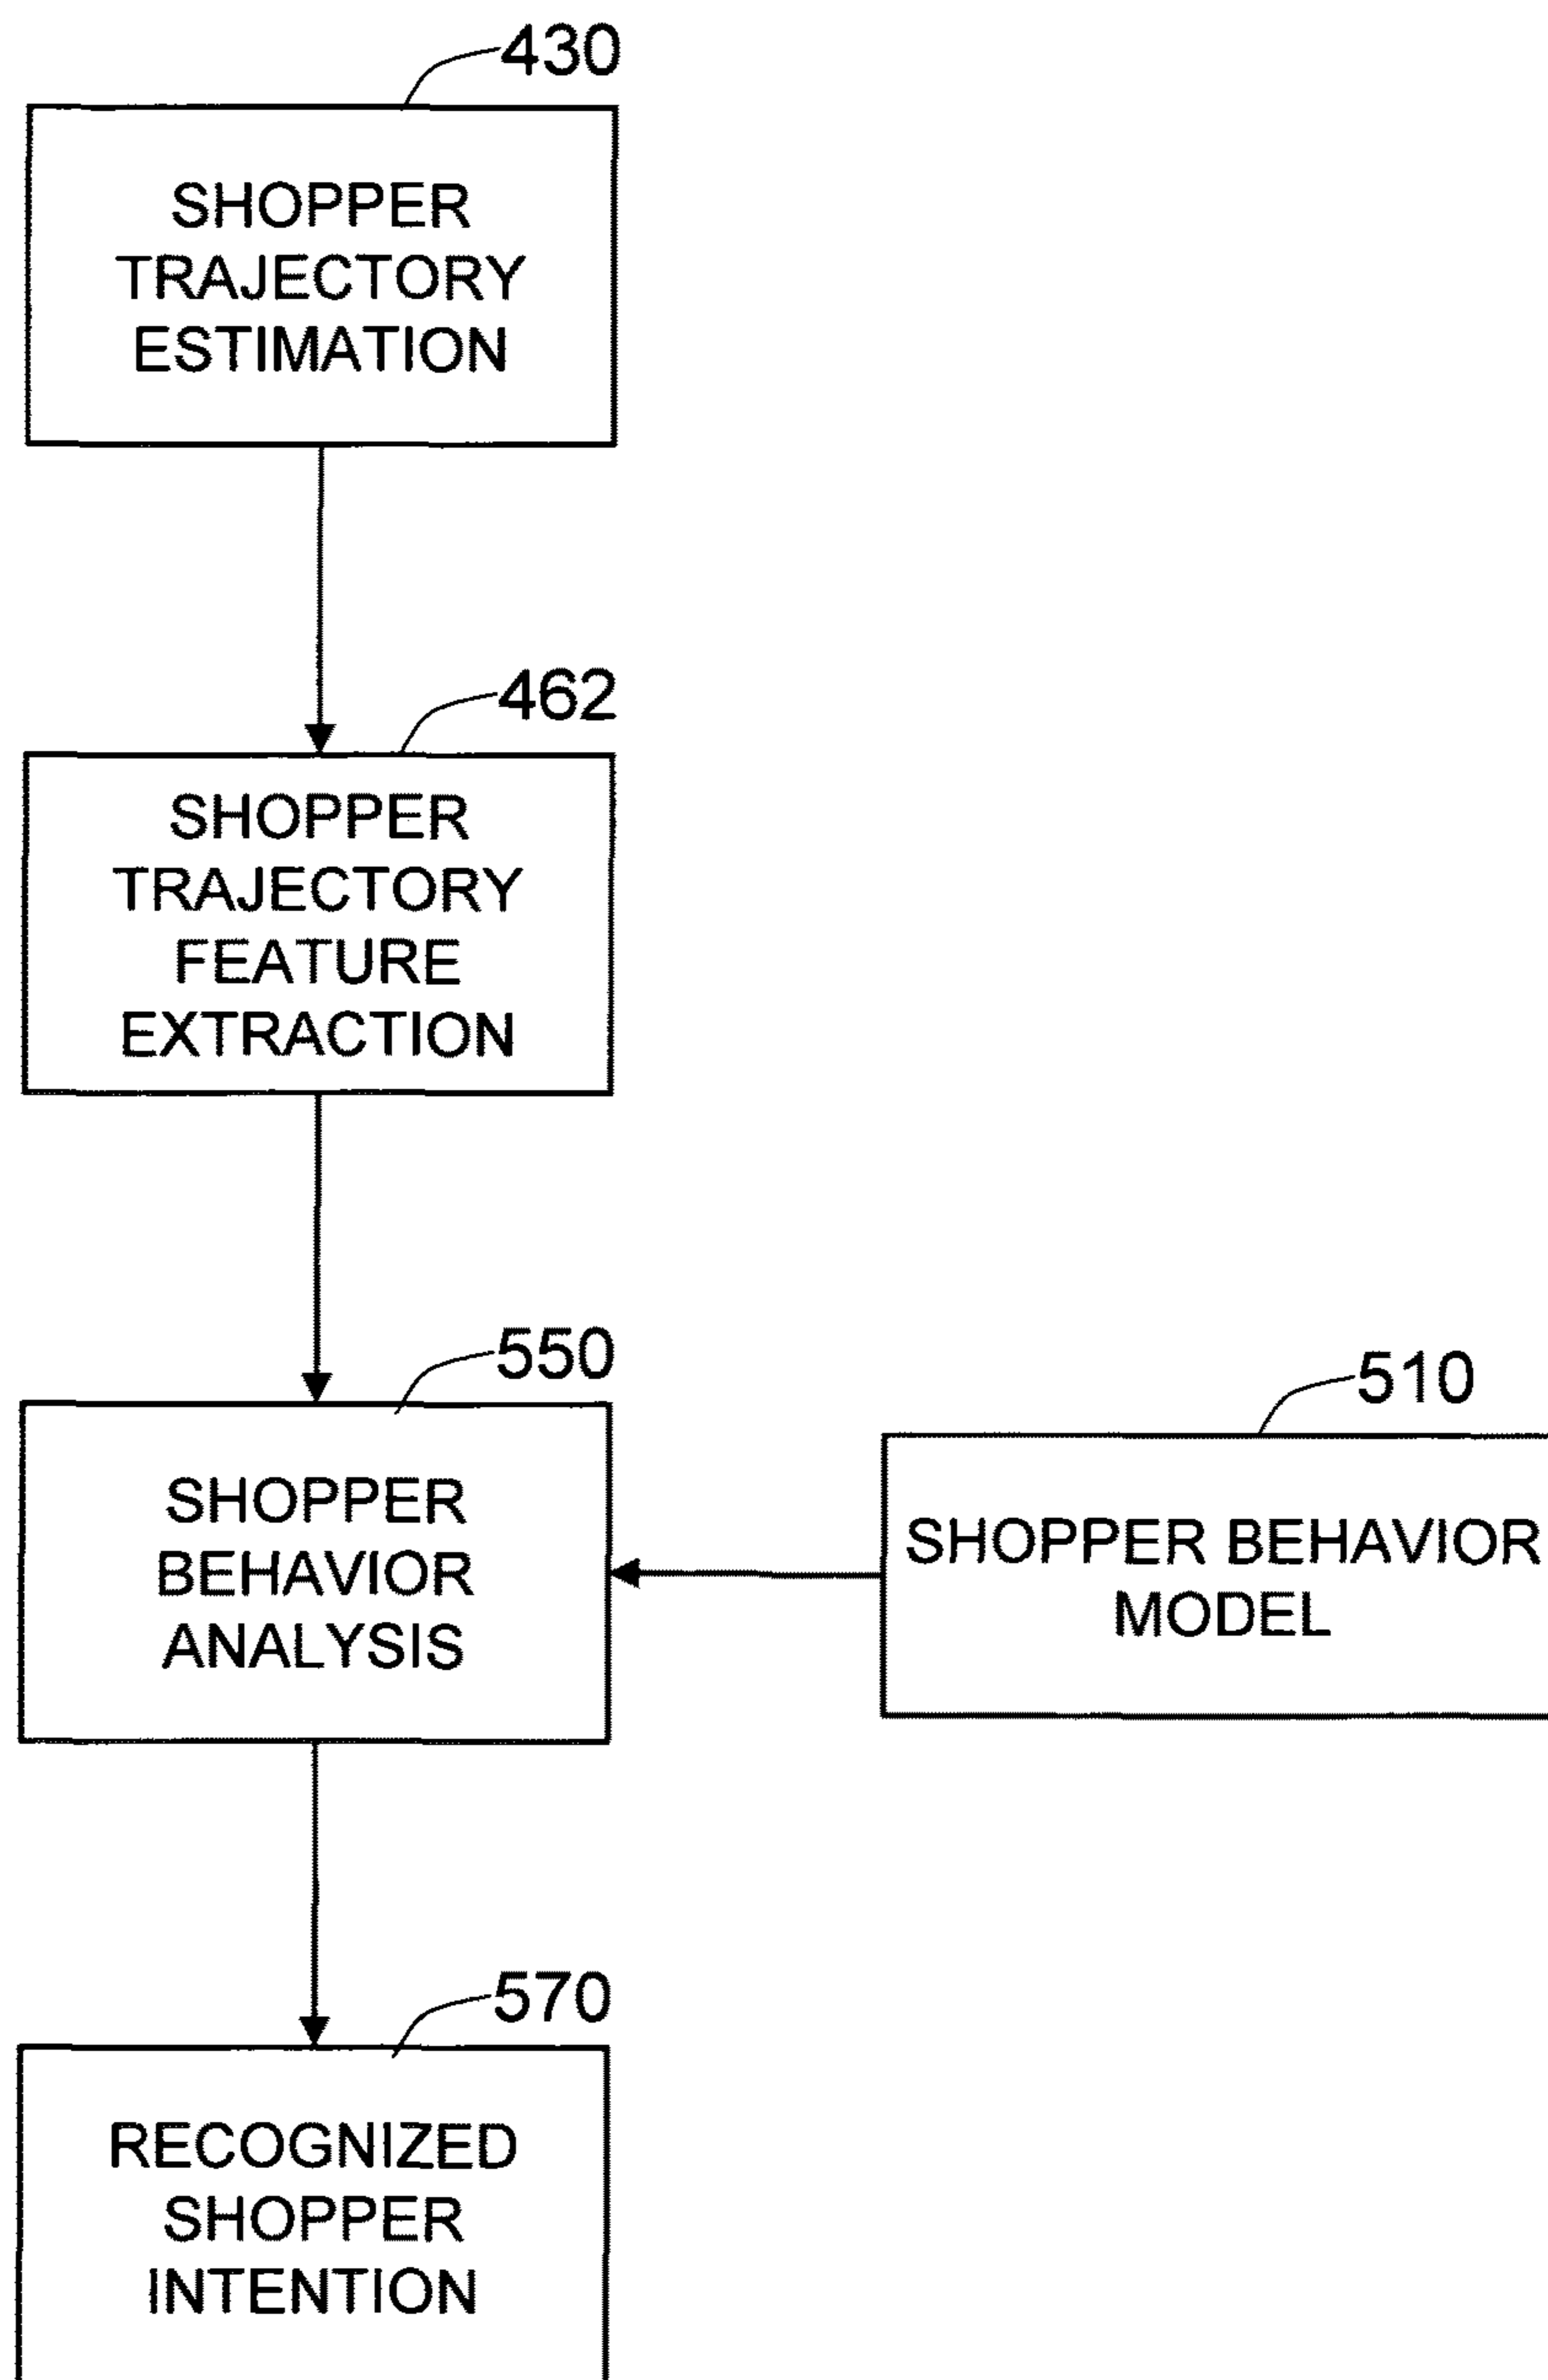 430
SHOPPER
TRAJECTORY
ESTIMATION
462
SHOPPER
TRAJECTORY
FEATURE
EXTRACTION
550
SHOPPER
BEHAVIOR
ANALYSIS
510
SHOPPER BEHAVIOR
MODEL
570
RECOGNIZED
SHOPPER
INTENTION